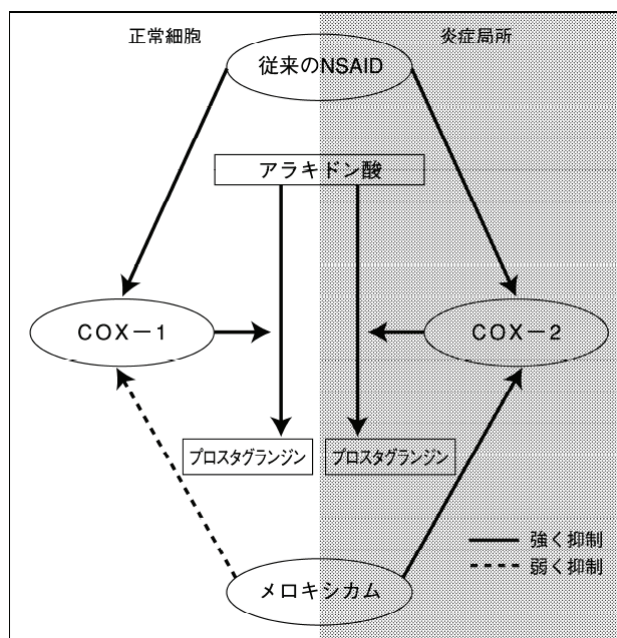 正常細胞
炎症局所
従来のNSAID
アラキドン酸
COX－1
COX－2
プロスタグランジン
プロスタグランジン
強く抑制
弱く抑制
メロキシカム